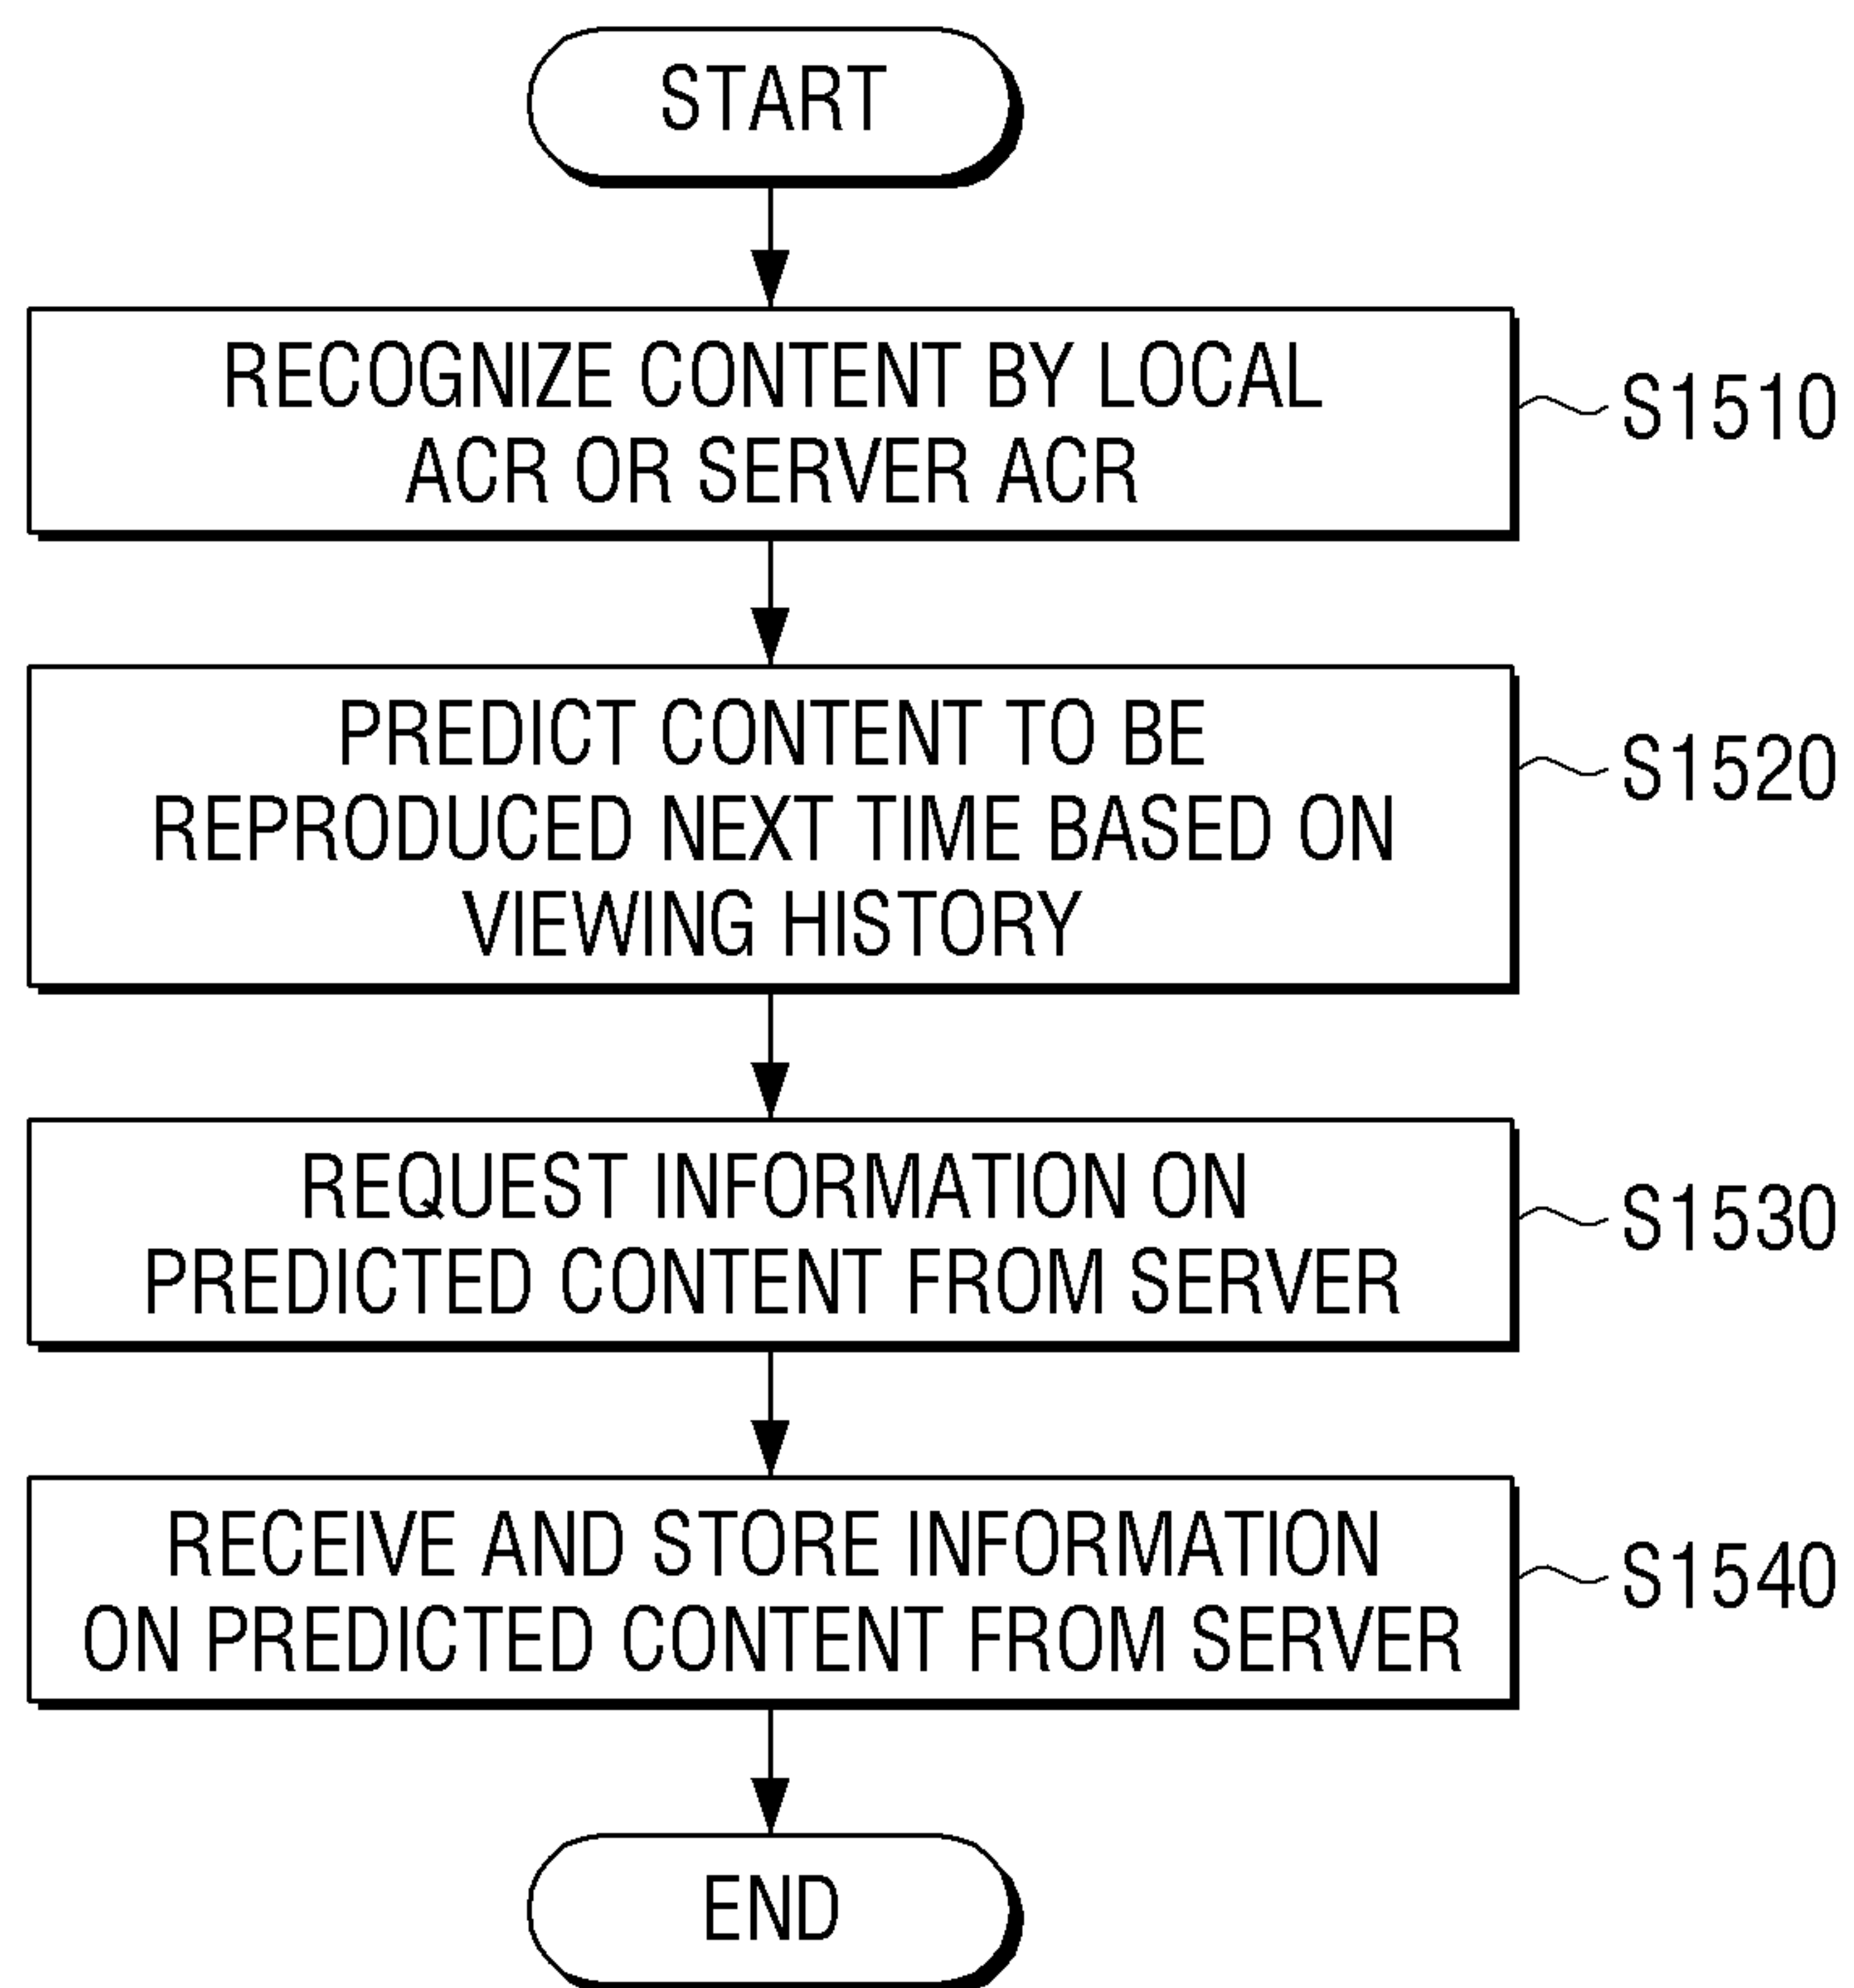 START
RECOGNIZE CONTENT BY LOCAL
ACR OR SERVER ACR
S1510
PREDICT CONTENT TO BE
REPRODUCED NEXT TIME BASED ON
VIEWING HISTORY
S1520
REQUEST INFORMATION ON
PREDICTED CONTENT FROM SERVER
S1530
RECEIVE AND STORE INFORMATION
ON PREDICTED CONTENT FROM SERVER
S1540
END